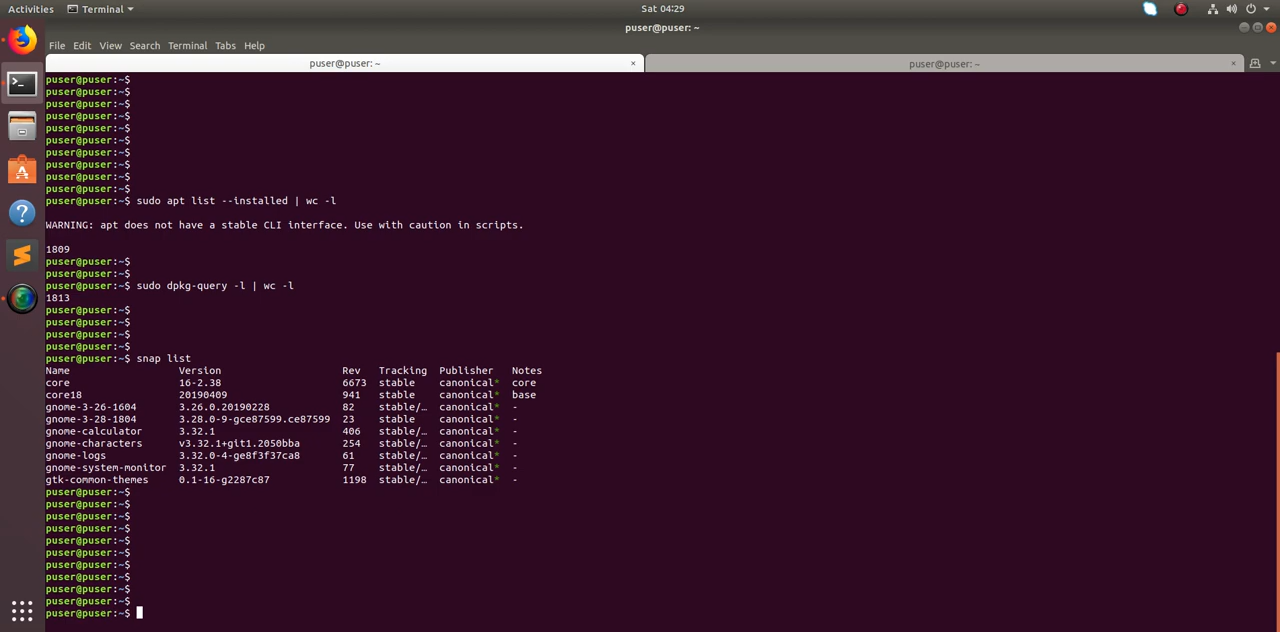 Activities Terminal Sat 04:29
puser@puser: ~
File Edit View Search Terminal Tabs Help
puser@puser: ~ × puser@puser: ~ ×
puser@puser:~$
puser@puser:~$
puser@puser:~$
puser@puser:~$
puser@puser:~$
puser@puser:~$
puser@puser:~$
puser@puser:~$
puser@puser:~$
puser@puser:~$
puser@puser:~$ sudo apt list --installed | wc -l
WARNING: apt does not have a stable CLI interface. Use with caution in scripts.
1809
puser@puser:~$
puser@puser:~$
puser@puser:~$ sudo dpkg-query -l | wc -l
1813
puser@puser:~$
puser@puser:~$
puser@puser:~$
puser@puser:~$
puser@puser:~$ snap list
Name Version Rev Tracking Publisher Notes
core 16-2.38 6673 stable canonical* core
core18 20190409 941 stable canonical* base
gnome-3-26-1604 3.26.0.20190228 82 stable/… canonical* -
gnome-3-28-1804 3.28.0-9-gce87599.ce87599 23 stable canonical* -
gnome-calculator 3.32.1 406 stable/… canonical* -
gnome-characters v3.32.1+git1.2050bba 254 stable/… canonical* -
gnome-logs 3.32.0-4-ge8f3f37ca8 61 stable/… canonical* -
gnome-system-monitor 3.32.1 77 stable/… canonical* -
gtk-common-themes 0.1-16-g2287c87 1198 stable/… canonical* -
puser@puser:~$
puser@puser:~$
puser@puser:~$
puser@puser:~$
puser@puser:~$
puser@puser:~$
puser@puser:~$
puser@puser:~$
puser@puser:~$
puser@puser:~$
puser@puser:~$